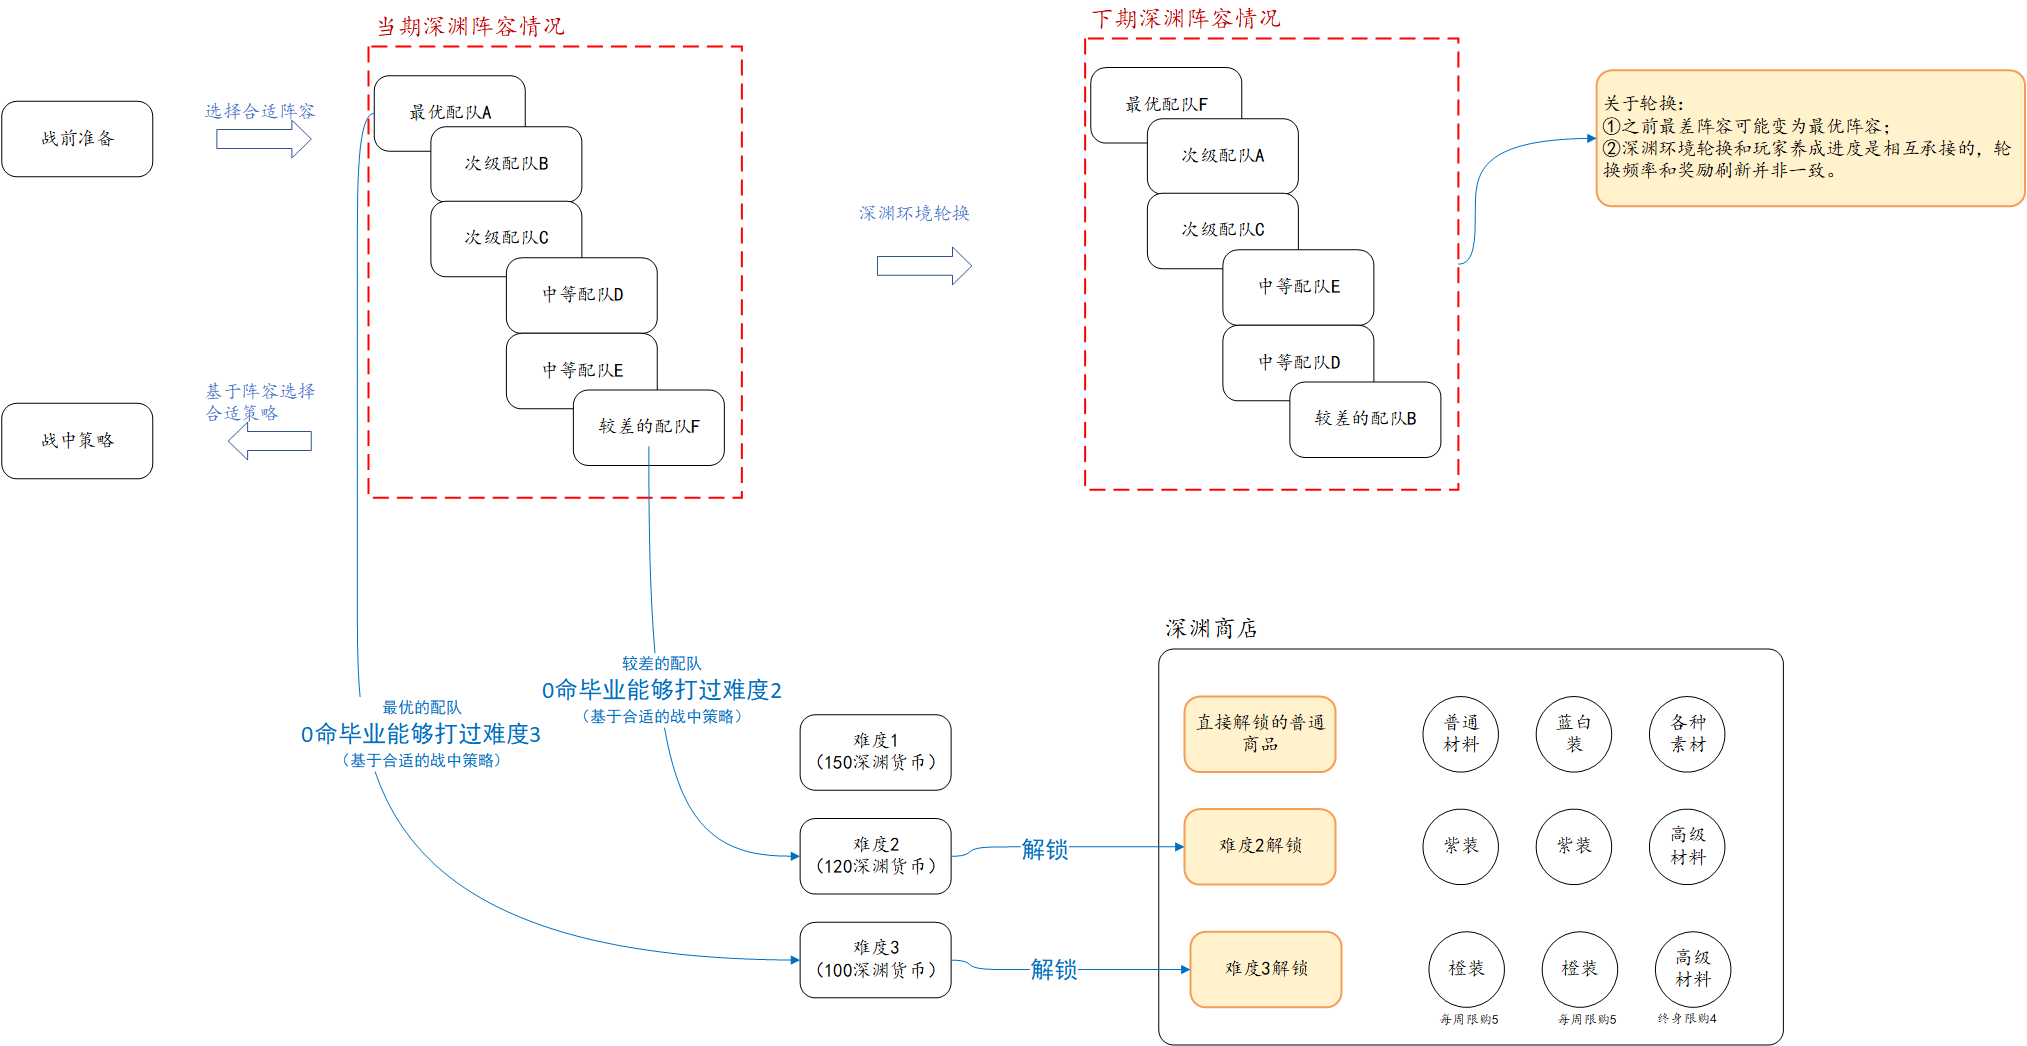 当期深渊阵容情况
下期深渊阵容情况
战前准备
选择合适阵容
最优配队A
次级配队B
次级配队C
中等配队D
中等配队E
较差的配队F
基于阵容选择
合适策略
战中策略
深渊环境轮换
最优配队F
次级配队A
次级配队C
中等配队E
中等配队D
较差的配队B
关于轮换：
①之前最差阵容可能变为最优阵容；
②深渊环境轮换和玩家养成进度是相互承接的，轮
换频率和奖励刷新并非一致。
较差的配队
0命毕业能够打过难度2
（基于合适的战中策略）
最优的配队
0命毕业能够打过难度3
（基于合适的战中策略）
难度1
（150深渊货币）
难度2
（120深渊货币）
难度3
（100深渊货币）
解锁
解锁
深渊商店
直接解锁的普通
商品
普通
材料
蓝白
装
各种
素材
难度2解锁
紫装
紫装
高级
材料
难度3解锁
橙装
橙装
高级
材料
每周限购5
每周限购5
终身限购4